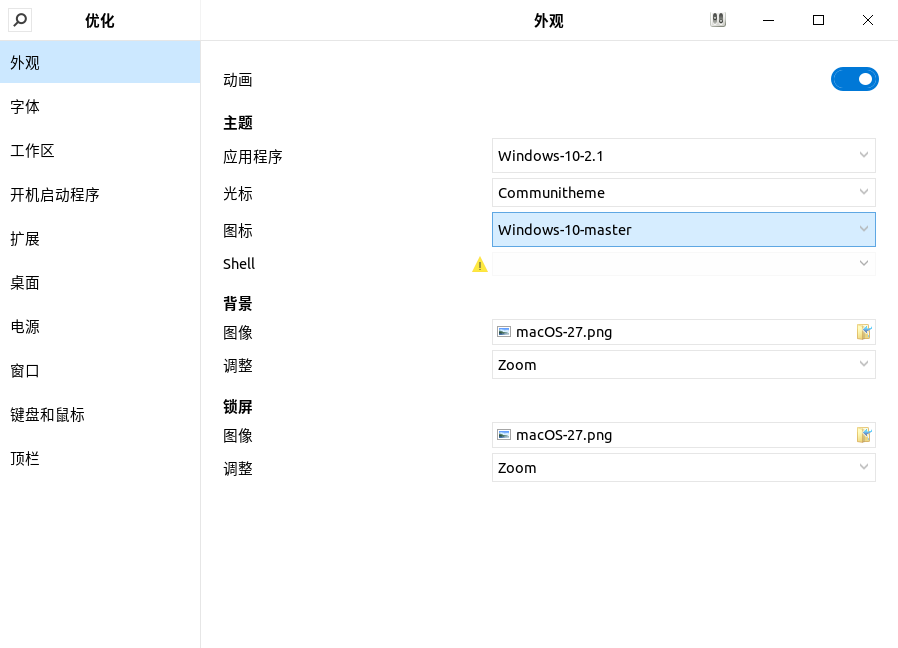 优化
外观
外观
字体
工作区
开机启动程序
扩展
桌面
电源
窗口
键盘和鼠标
顶栏
动画
主题
应用程序 Windows-10-2.1
光标 Communitheme
图标 Windows-10-master
Shell
背景
图像 macOS-27.png
调整 Zoom
锁屏
图像 macOS-27.png
调整 Zoom